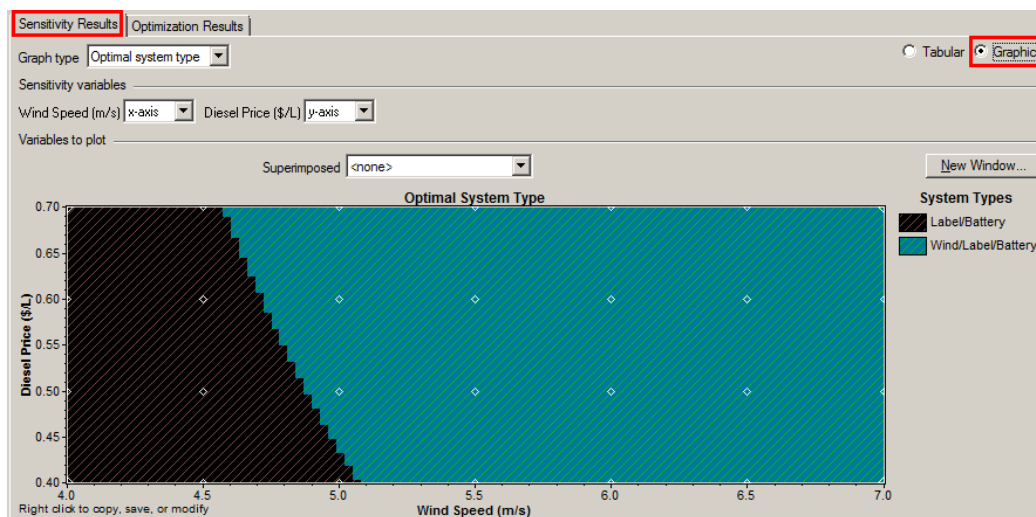 Sensitivity Results Optimization Results
Graph type Optimal system type Tabular Graphic
Sensitivity variables
Wind Speed (m/s) x-axis Diesel Price ($/L) y-axis
Variables to plot
Superimposed <none> New Window...
Optimal System Type
System Types
Label/Battery
Wind/Label/Battery
Diesel Price ($/L)
0.70
0.65
0.60
0.55
0.50
0.45
0.40
4.0 4.5 5.0 5.5 6.0 6.5 7.0
Wind Speed (m/s)
Right click to copy, save, or modify